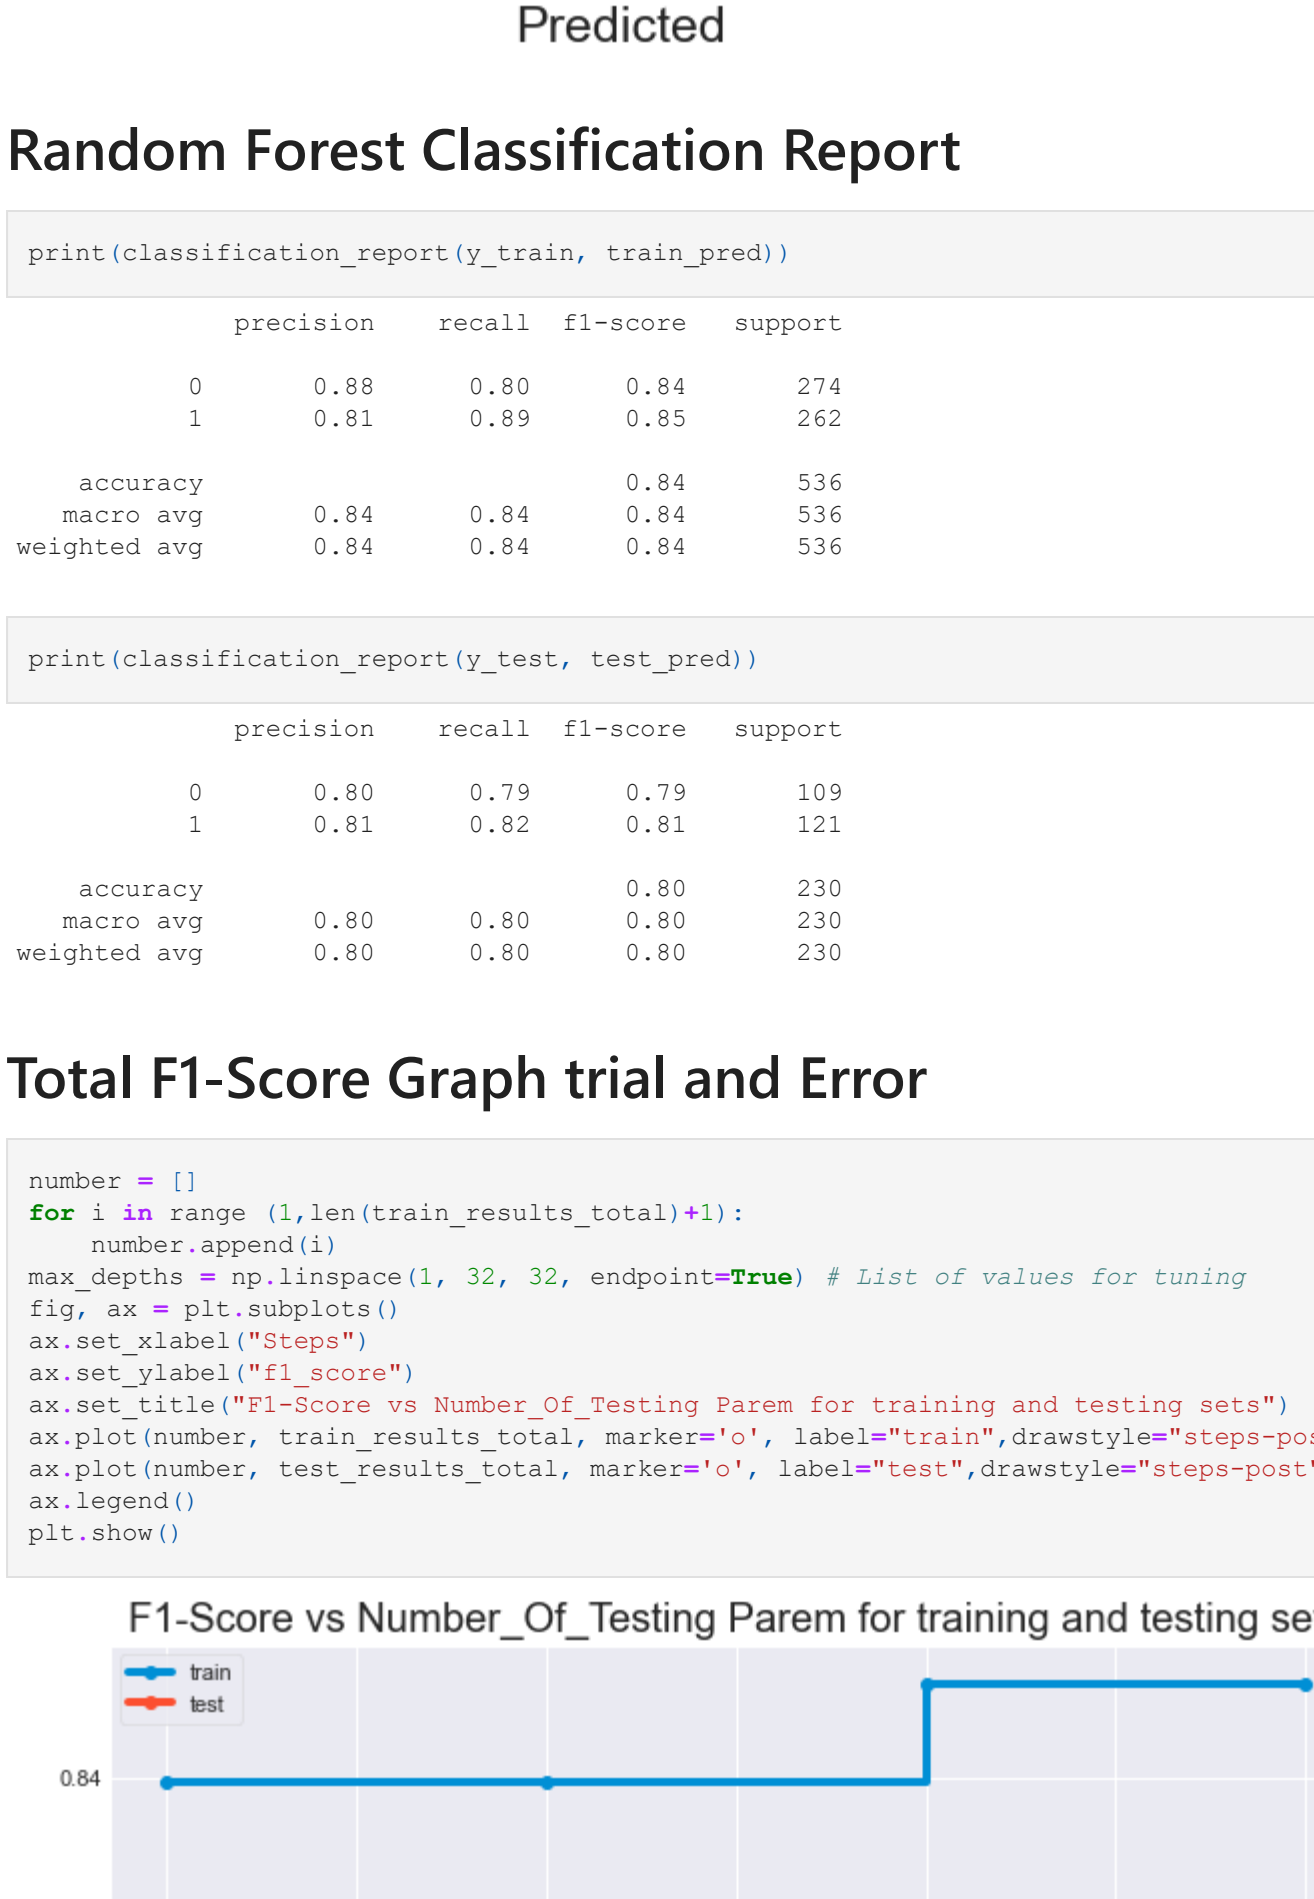 Predicted
Random Forest Classification Report
print(classification_report(y_train, train_pred))
precision recall f1-score support
0 0.88 0.80 0.84 274
1 0.81 0.89 0.85 262
accuracy 0.84 536
macro avg 0.84 0.84 0.84 536
weighted avg 0.84 0.84 0.84 536
print(classification_report(y_test, test_pred))
precision recall f1-score support
0 0.80 0.79 0.79 109
1 0.81 0.82 0.81 121
accuracy 0.80 230
macro avg 0.80 0.80 0.80 230
weighted avg 0.80 0.80 0.80 230
Total F1-Score Graph trial and Error
number = []
for i in range (1,len(train_results_total)+1):
    number.append(i)
max_depths = np.linspace(1, 32, 32, endpoint=True) # List of values for tuning
fig, ax = plt.subplots()
ax.set_xlabel("Steps")
ax.set_ylabel("f1_score")
ax.set_title("F1-Score vs Number_Of_Testing Parem for training and testing sets")
ax.plot(number, train_results_total, marker='o', label="train",drawstyle="steps-pos
ax.plot(number, test_results_total, marker='o', label="test",drawstyle="steps-post"
ax.legend()
plt.show()
F1-Score vs Number_Of_Testing Parem for training and testing se
train
test
0.84